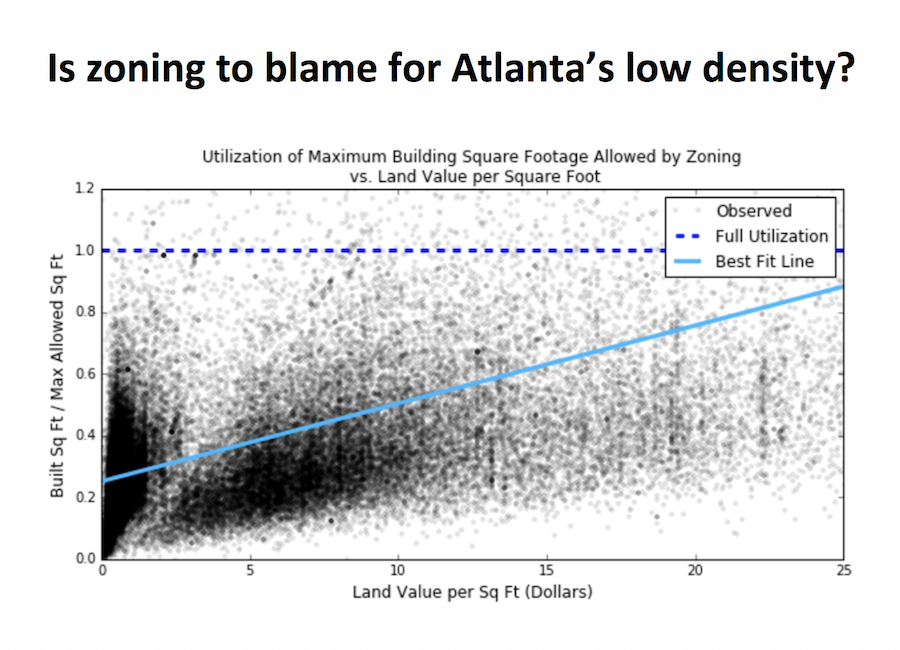 Is zoning to blame for Atlanta’s low density?
Utilization of Maximum Building Square Footage Allowed by Zoning
vs. Land Value per Square Foot
Observed
Full Utilization
Best Fit Line
Built Sq Ft / Max Allowed Sq Ft
1.2
1.0
0.8
0.6
0.4
0.2
0.0
0 5 10 15 20 25
Land Value per Sq Ft (Dollars)